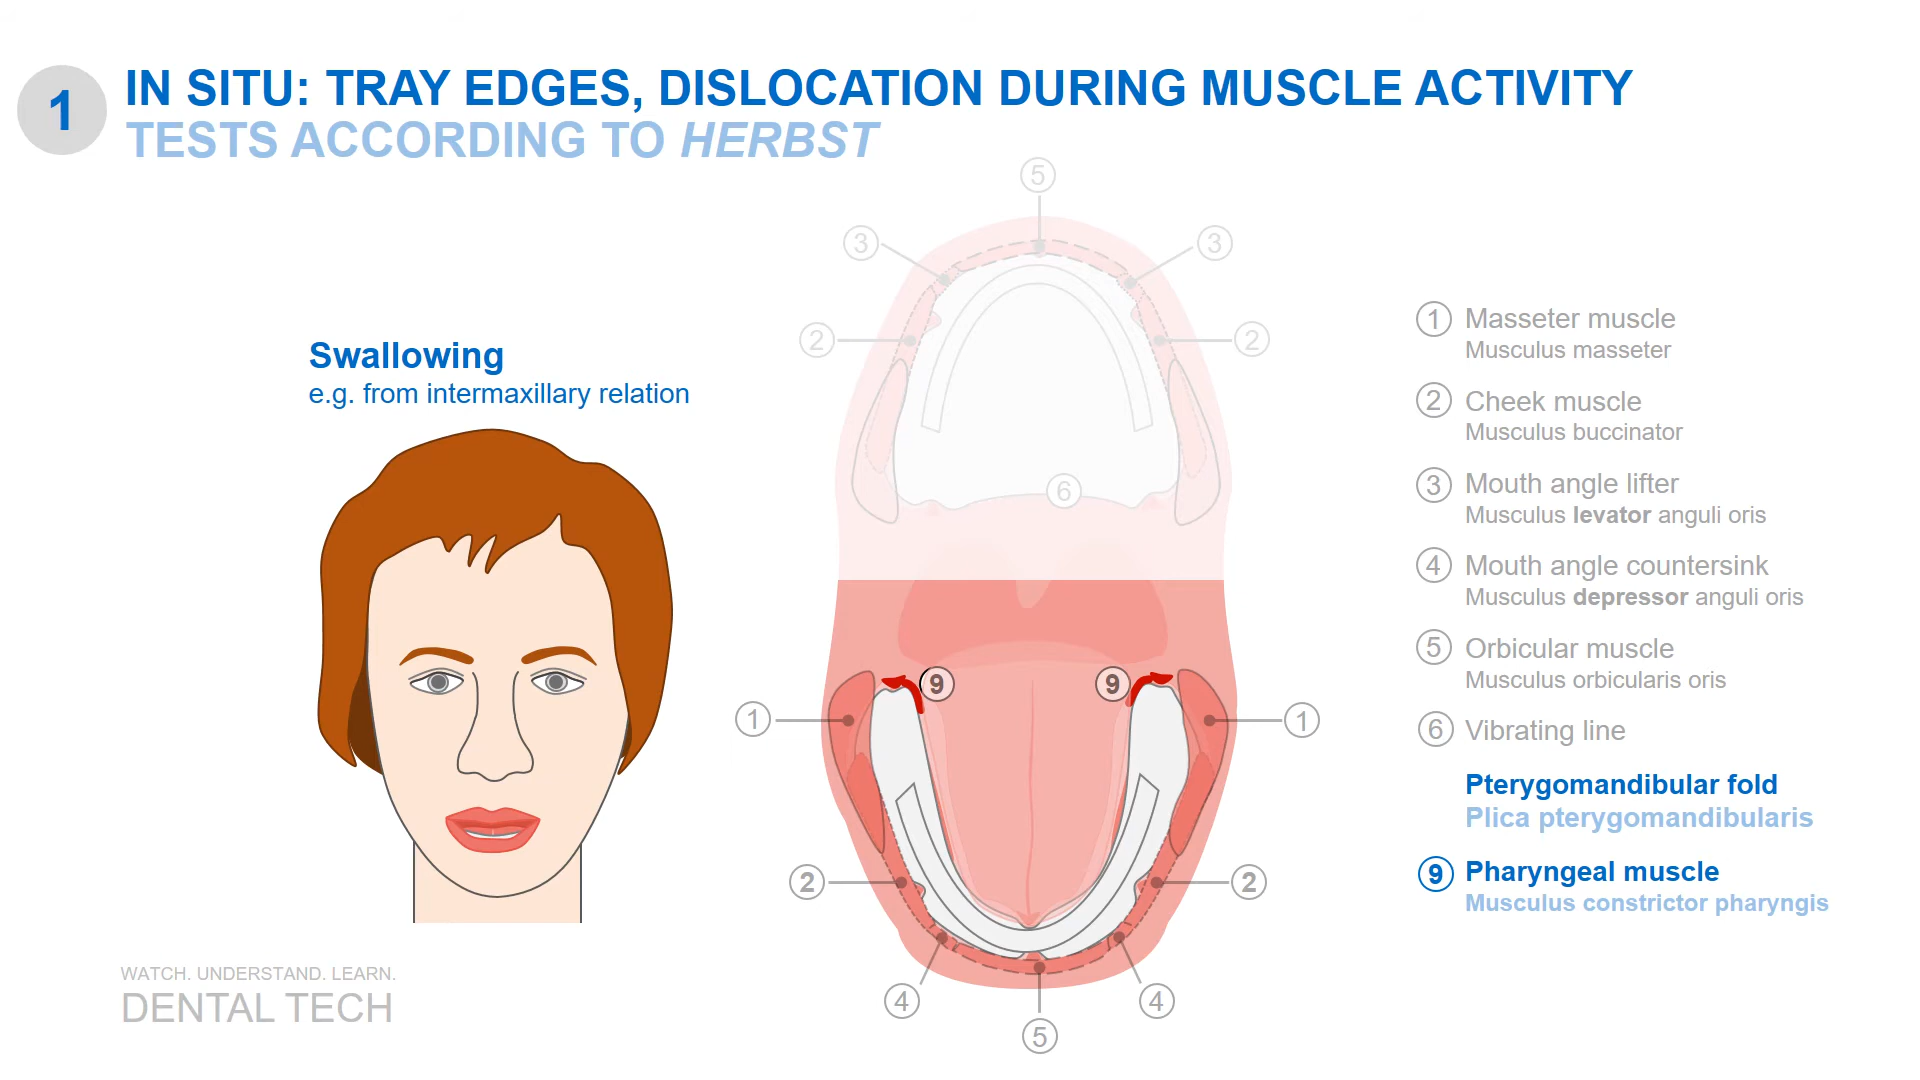 1
IN SITU: TRAY EDGES, DISLOCATION DURING MUSCLE ACTIVITY
TESTS ACCORDING TO HERBST
Swallowing
e.g. from intermaxillary relation
5
3
3
2
2
6
9
9
1
1
2
2
4
4
5
1 Masseter muscle
Musculus masseter
2 Cheek muscle
Musculus buccinator
3 Mouth angle lifter
Musculus levator anguli oris
4 Mouth angle countersink
Musculus depressor anguli oris
5 Orbicular muscle
Musculus orbicularis oris
6 Vibrating line
Pterygomandibular fold
Plica pterygomandibularis
9 Pharyngeal muscle
Musculus constrictor pharyngis
WATCH. UNDERSTAND. LEARN.
DENTAL TECH